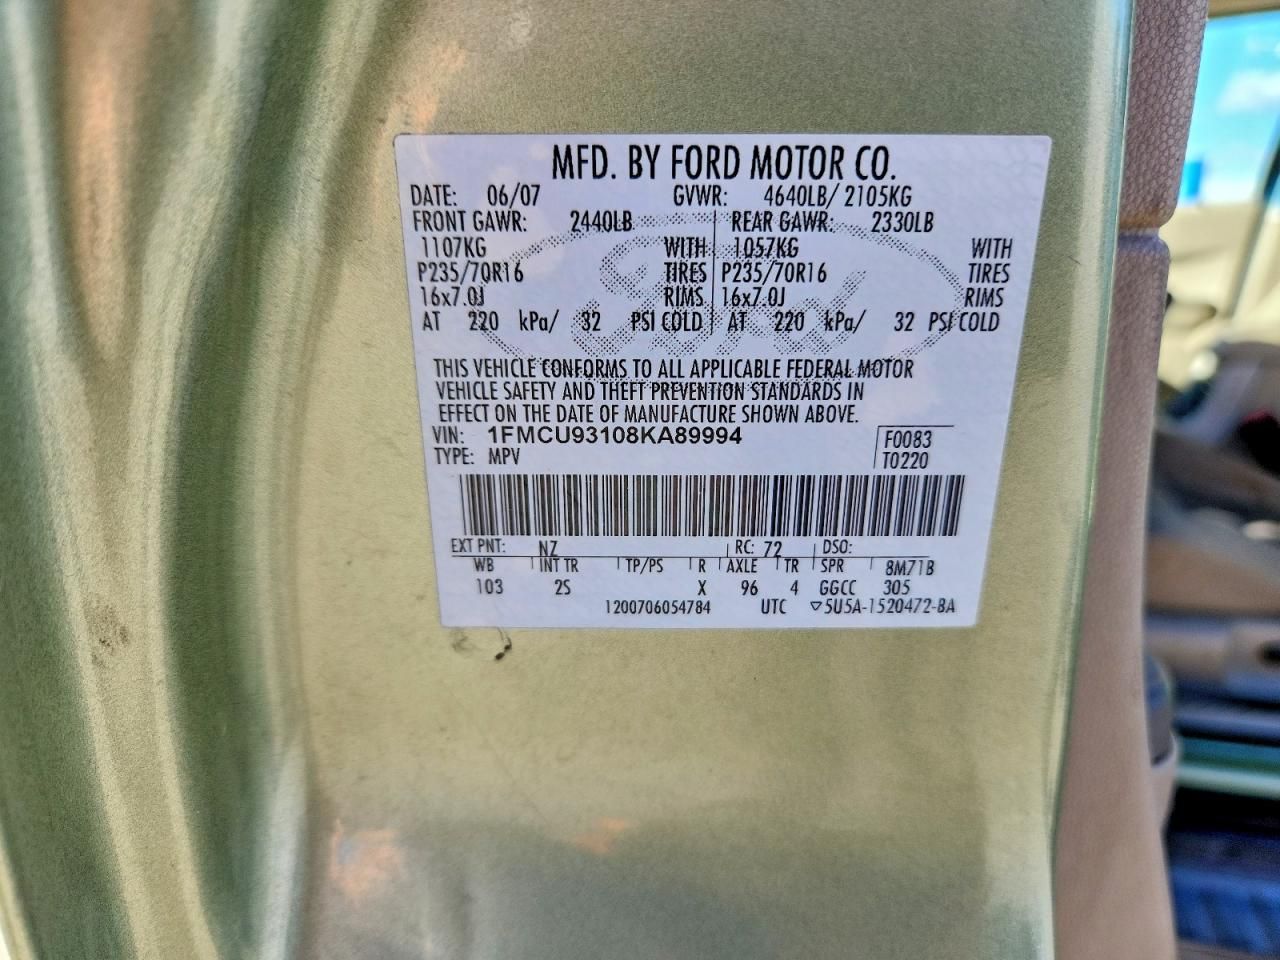 MFD. BY FORD MOTOR CO.
DATE: 06/07 GVWR: 4640LB/ 2105KG
FRONT GAWR: 2440LB REAR GAWR: 2330LB
1107KG WITH 1057KG WITH
P235/70R16 TIRES P235/70R16 TIRES
16x7.0J RIMS 16x7.0J RIMS
AT 220 kPa/ 32 PSI COLD AT 220 kPa/ 32 PSI COLD
THIS VEHICLE CONFORMS TO ALL APPLICABLE FEDERAL MOTOR
VEHICLE SAFETY AND THEFT PREVENTION STANDARDS IN
EFFECT ON THE DATE OF MANUFACTURE SHOWN ABOVE.
VIN: 1FMCU93108KA89994 F0083
TYPE: MPV T0220
EXT PNT: NZ RC: 72 DSO:
WB INT TR TP/PS R AXLE TR SPR 8M71B
103 2S X 96 4 GGCC 305
1200706054784 UTC ▽5U5A-1520472-BA